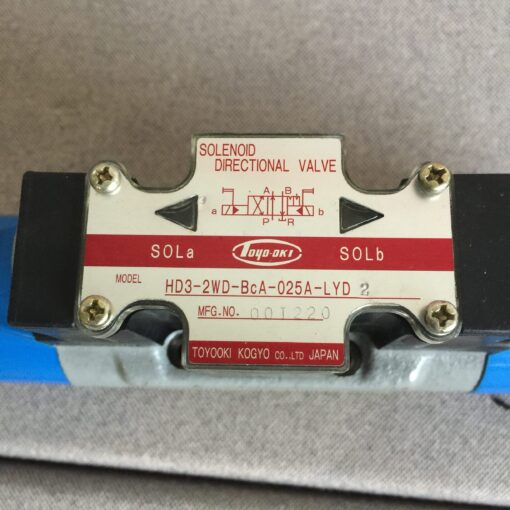 SOLENOID
DIRECTIONAL VALVE
A B
a b
P R
SOLa TOYO-OKI SOLb
MODEL HD3-2WD-BcA-025A-LYD 2
MFG.NO. 001220
TOYOOKI KOGYO CO.,LTD JAPAN